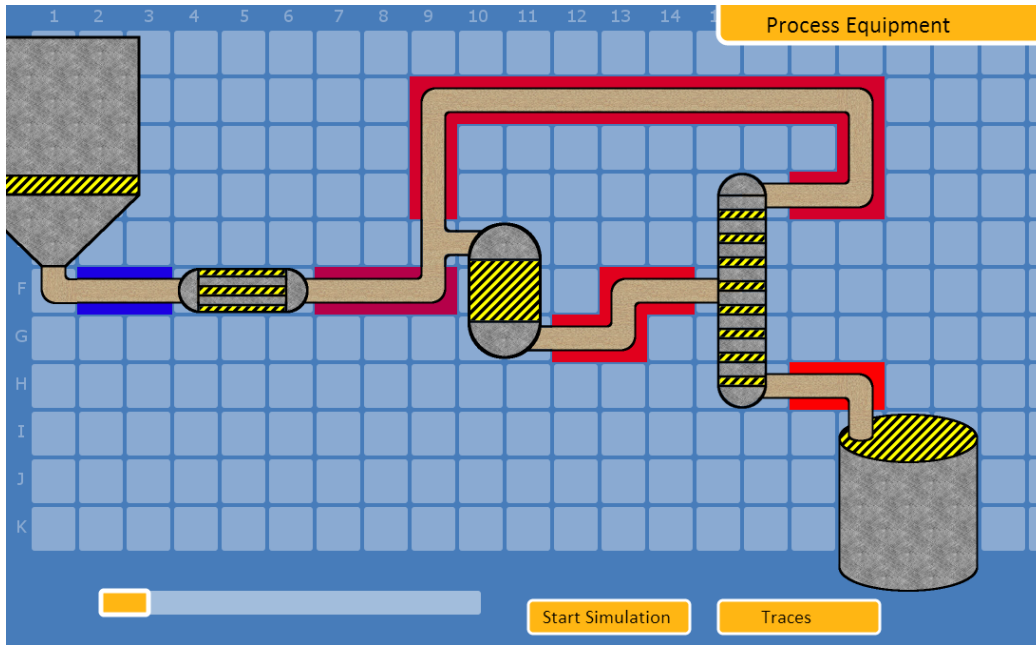 1 2 3 4 5 6 7 8 9 10 11 12 13 14
Process Equipment
F
G
H
I
J
K
Start Simulation
Traces